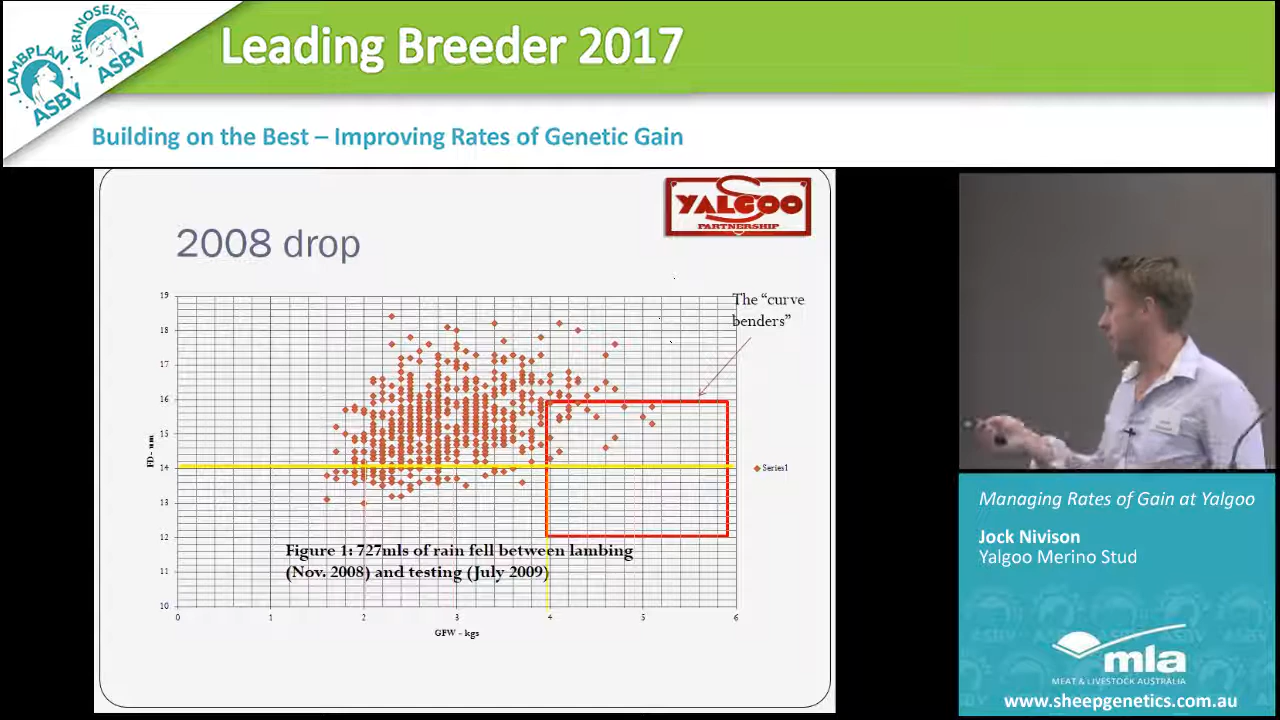 LAMBPLAN
ASBV
MERINOSELECT
ASBV
Leading Breeder 2017
Building on the Best – Improving Rates of Genetic Gain
YALGOO
PARTNERSHIP
2008 drop
The "curve
benders"
19
18
17
16
15
14
13
12
11
10
FD - um
Series1
Figure 1: 727mls of rain fell between lambing
(Nov. 2008) and testing (July 2009)
0 1 2 3 4 5 6
GFW - kgs
Managing Rates of Gain at Yalgoo
Jock Nivison
Yalgoo Merino Stud
mla
MEAT & LIVESTOCK AUSTRALIA
www.sheepgenetics.com.au